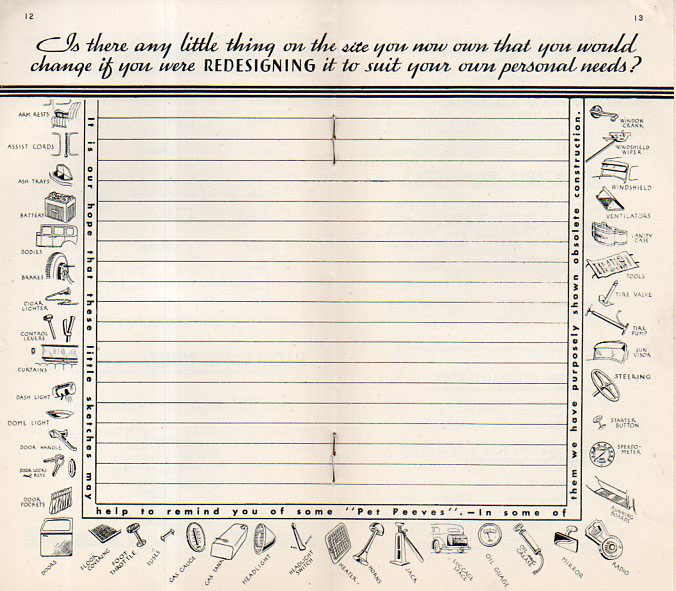 12
13
Is there any little thing on the site you now own that you would
change if you were REDESIGNING it to suit your own personal needs?
ARM RESTS
ASSIST CORDS
ASH TRAYS
BATTERY
BODIES
BRAKES
CIGAR
LIGHTER
CONTROL
LEVERS
CURTAINS
DASH LIGHT
DOME LIGHT
DOOR HANDLE
DOOR LOCKS
KEYS
DOOR
POCKETS
It is our hope that these little sketches may
help to remind you of some "Pet Peeves".—In some of
them we have purposely shown obsolete construction.
WINDOW
CRANK
WINDSHIELD
WIPER
WINDSHIELD
VENTILATORS
VANITY
CASE
TOOLS
TIRE VALVE
TIRE
PUMP
SUN
VISOR
STEERING
STARTER
BUTTON
SPEEDO-
METER
RUNNING
BOARDS
DOORS
FLOOR
COVERING
FOOT
THROTTLE
FUSES
GAS GAUGE
GAS TANK
HEADLIGHT
HEADLIGHT
SWITCH
HEATER
HORNS
JACK
LUGGAGE
SPACE
OIL GUAGE
OIL
MIRROR
RADIO